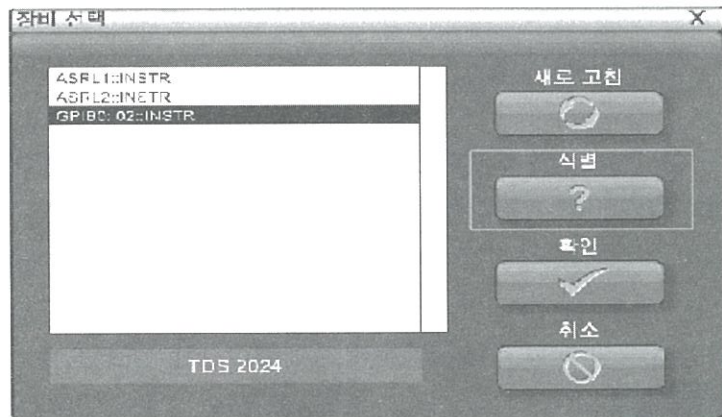 장비 선택
X
ASRL1::INSTR
ASRL2::INSTR
GPIB0::02::INSTR
새로 고침
식별
?
확인
취소
TDS 2024